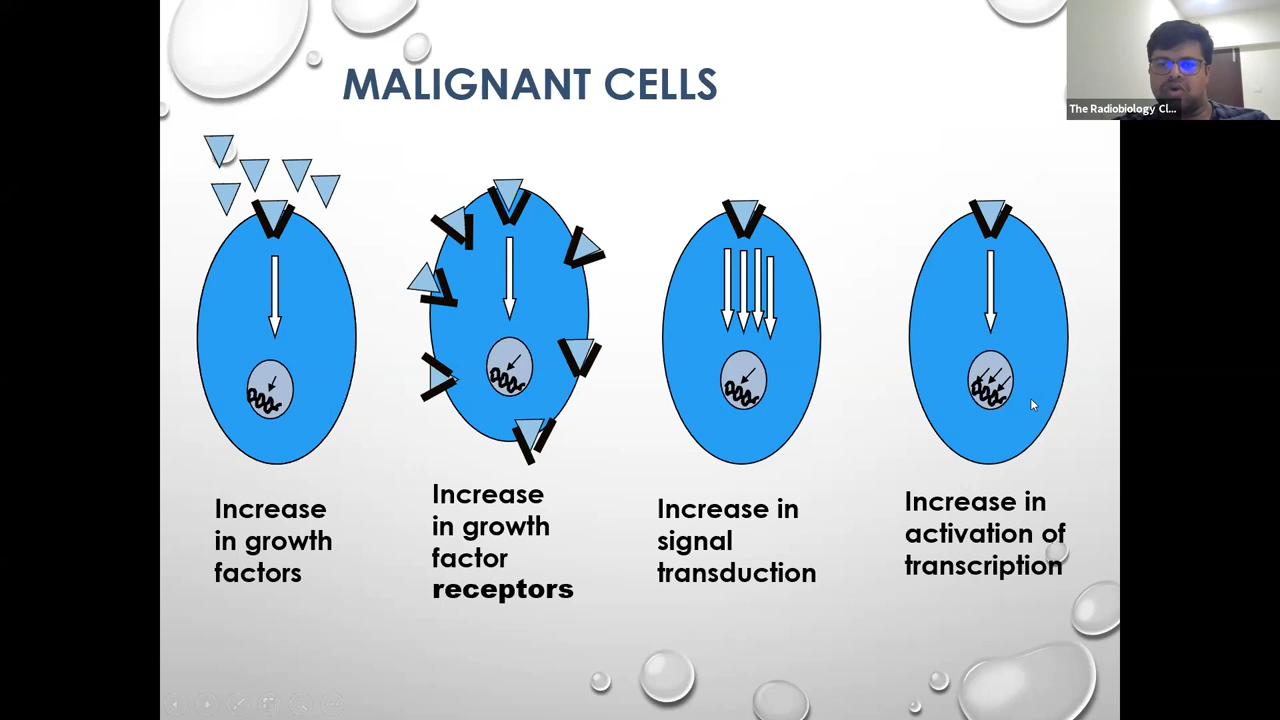 MALIGNANT CELLS
The Radiobiology Cl...
Increase
in growth
factors
Increase
in growth
factor
receptors
Increase in
signal
transduction
Increase in
activation of
transcription